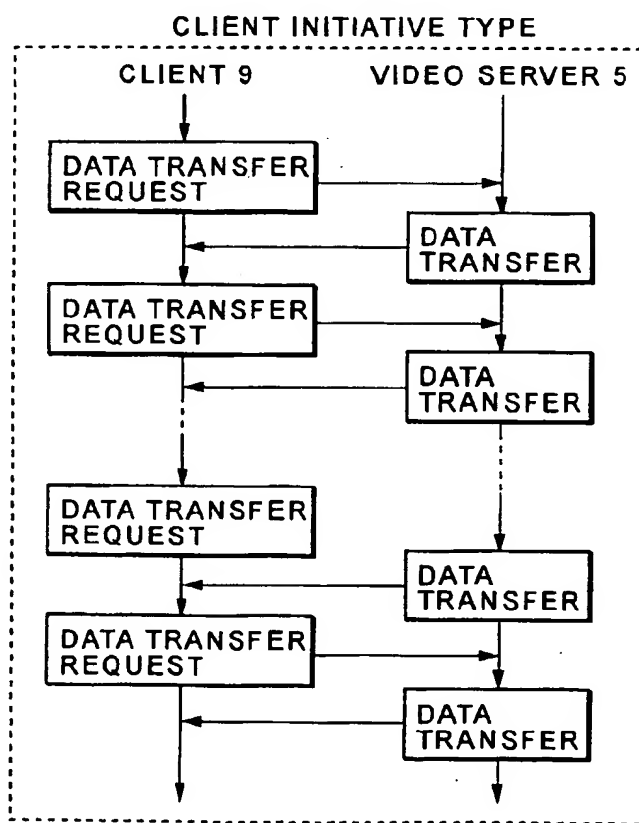 CLIENT INITIATIVE TYPE
CLIENT 9
VIDEO SERVER 5
DATA TRANSFER
REQUEST
DATA
TRANSFER
DATA TRANSFER
REQUEST
DATA
TRANSFER
DATA TRANSFER
REQUEST
DATA
TRANSFER
DATA TRANSFER
REQUEST
DATA
TRANSFER